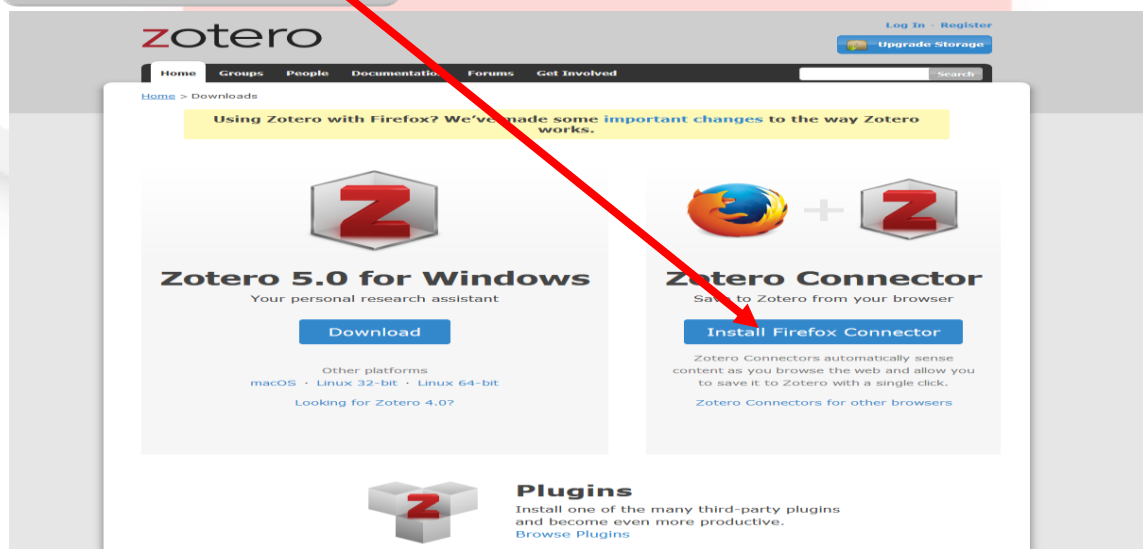 zotero
Log In · Register
Upgrade Storage
Home Groups People Documentation Forums Get Involved
Search
Home > Downloads
Using Zotero with Firefox? We've made some important changes to the way Zotero
works.
Z
Z
Zotero 5.0 for Windows
Your personal research assistant
Download
Other platforms
macOS · Linux 32-bit · Linux 64-bit
Looking for Zotero 4.0?
Zotero Connector
Save to Zotero from your browser
Install Firefox Connector
Zotero Connectors automatically sense
content as you browse the web and allow you
to save it to Zotero with a single click.
Zotero Connectors for other browsers
Z
Plugins
Install one of the many third-party plugins
and become even more productive.
Browse Plugins